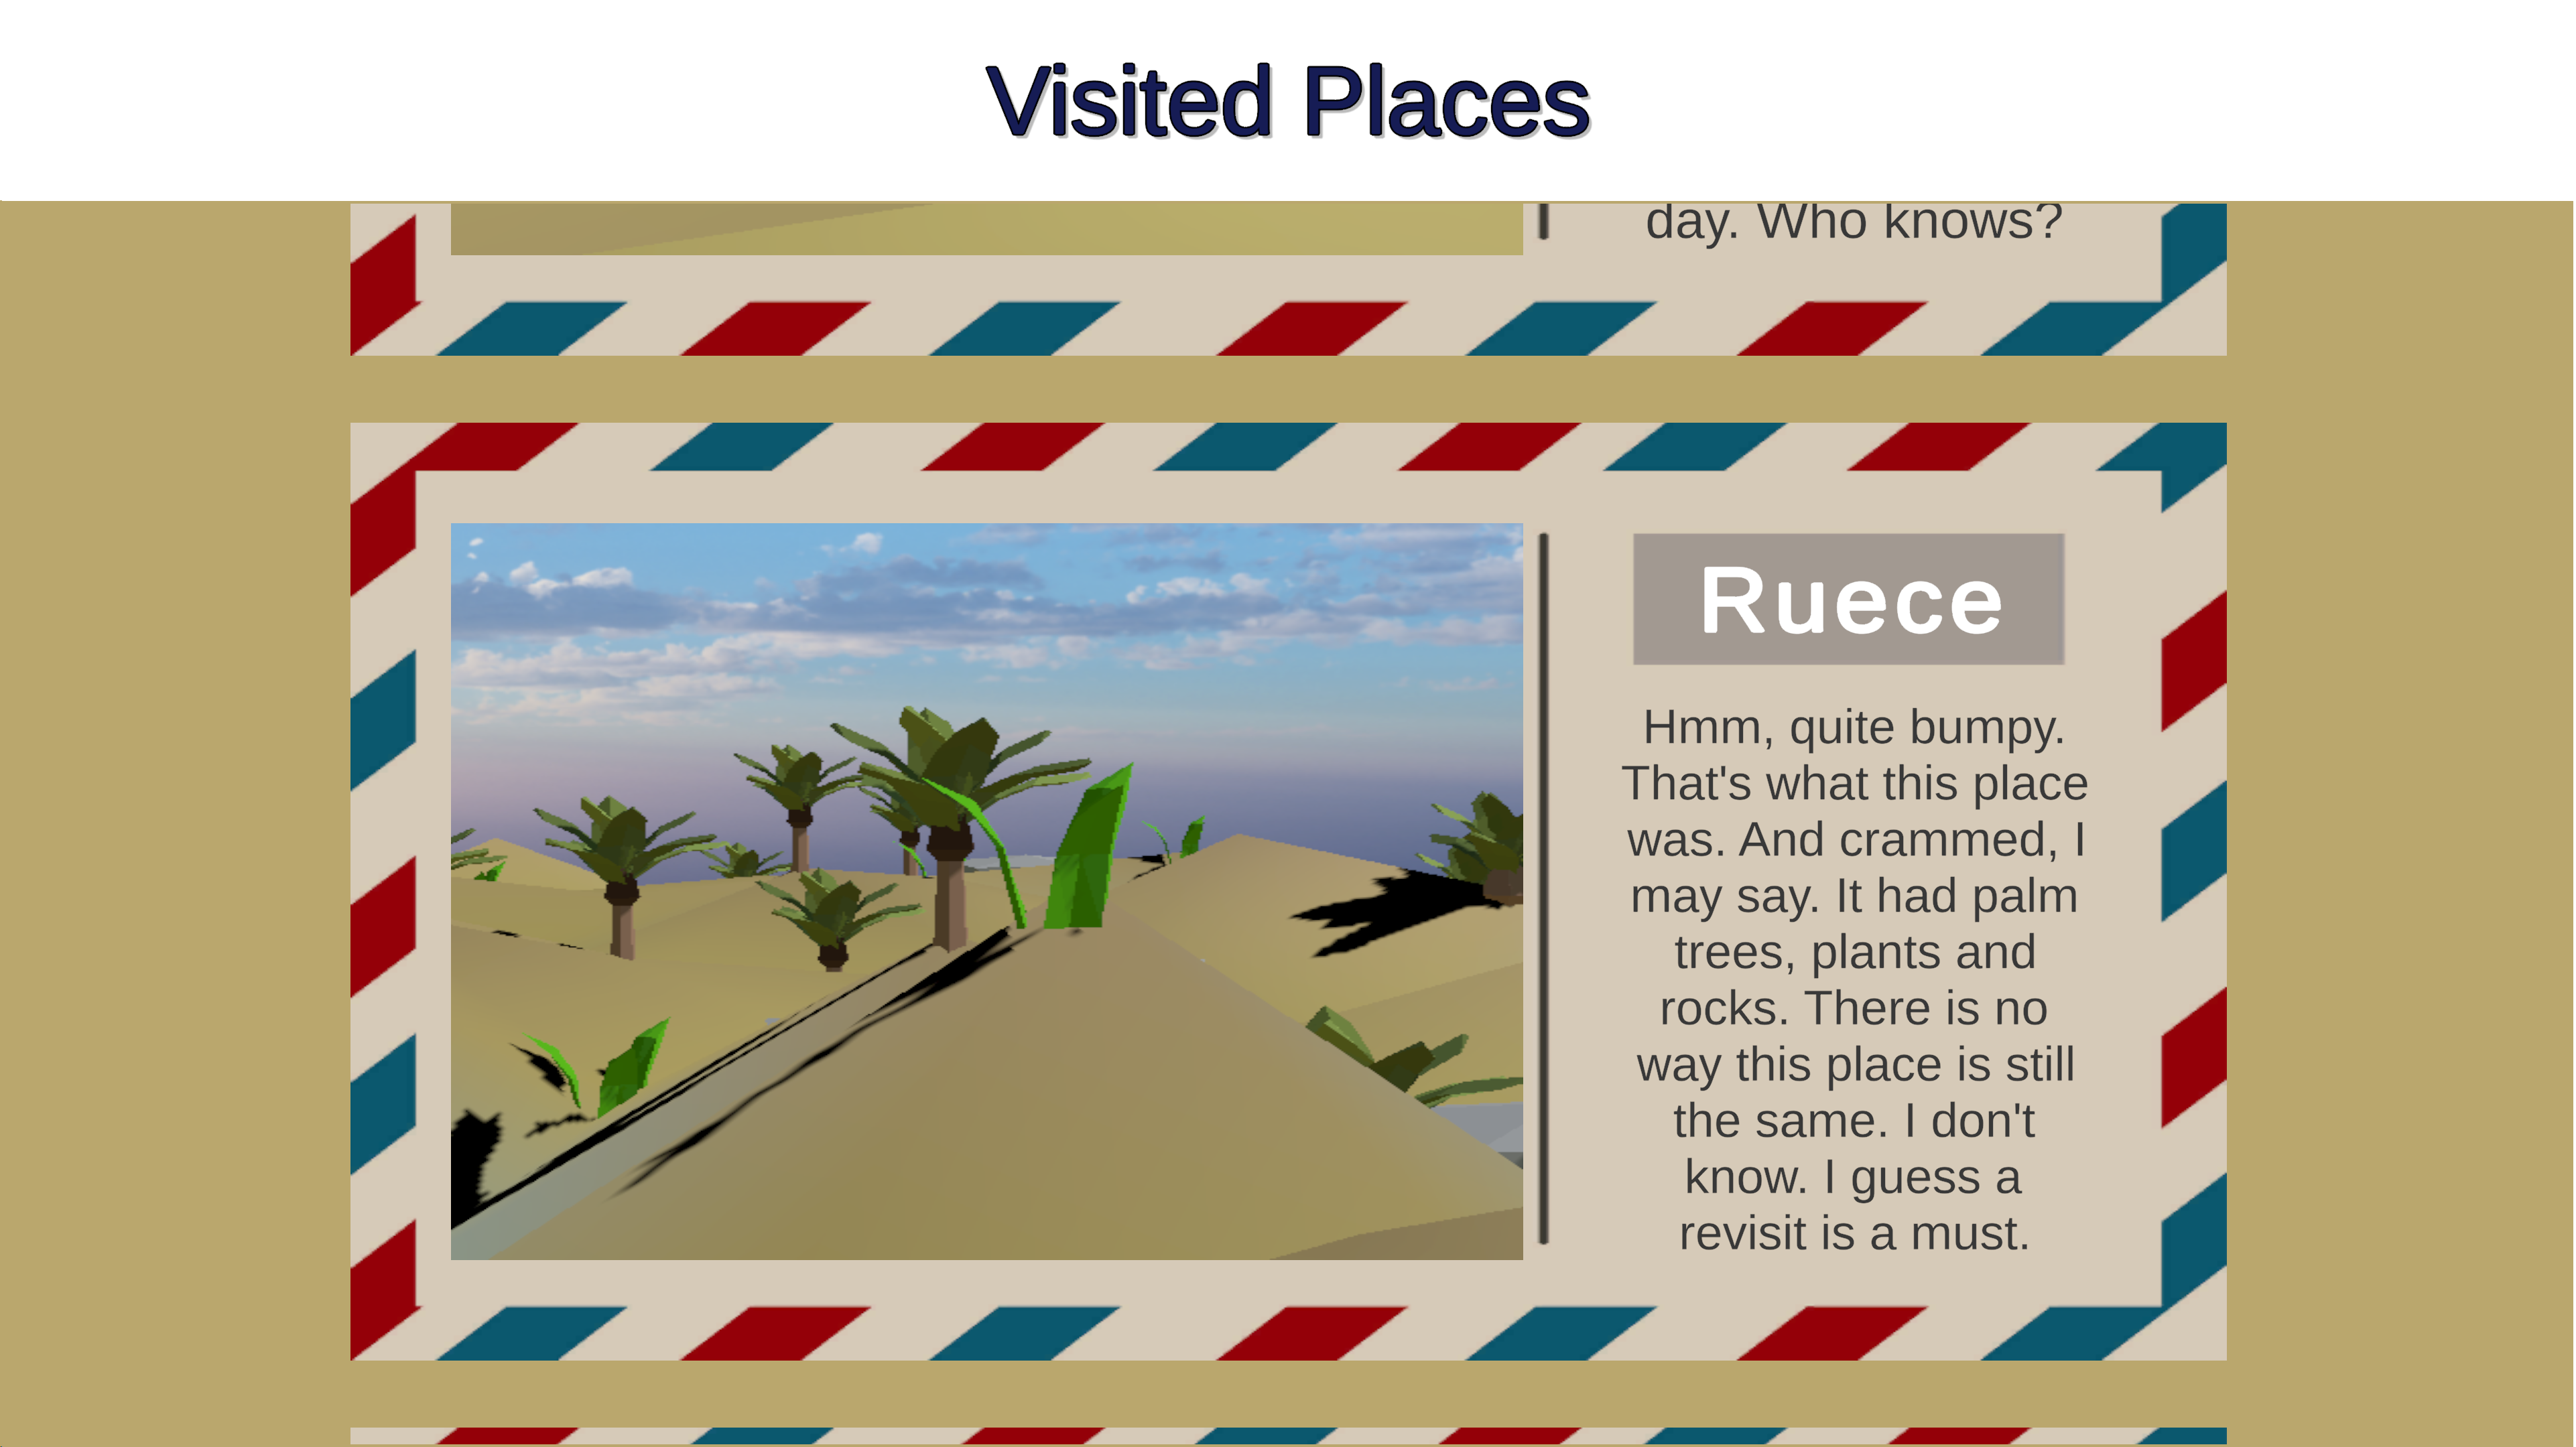 Visited Places
day. Who knows?
Ruece
Hmm, quite bumpy.
That's what this place
was. And crammed, I
may say. It had palm
trees, plants and
rocks. There is no
way this place is still
the same. I don't
know. I guess a
revisit is a must.